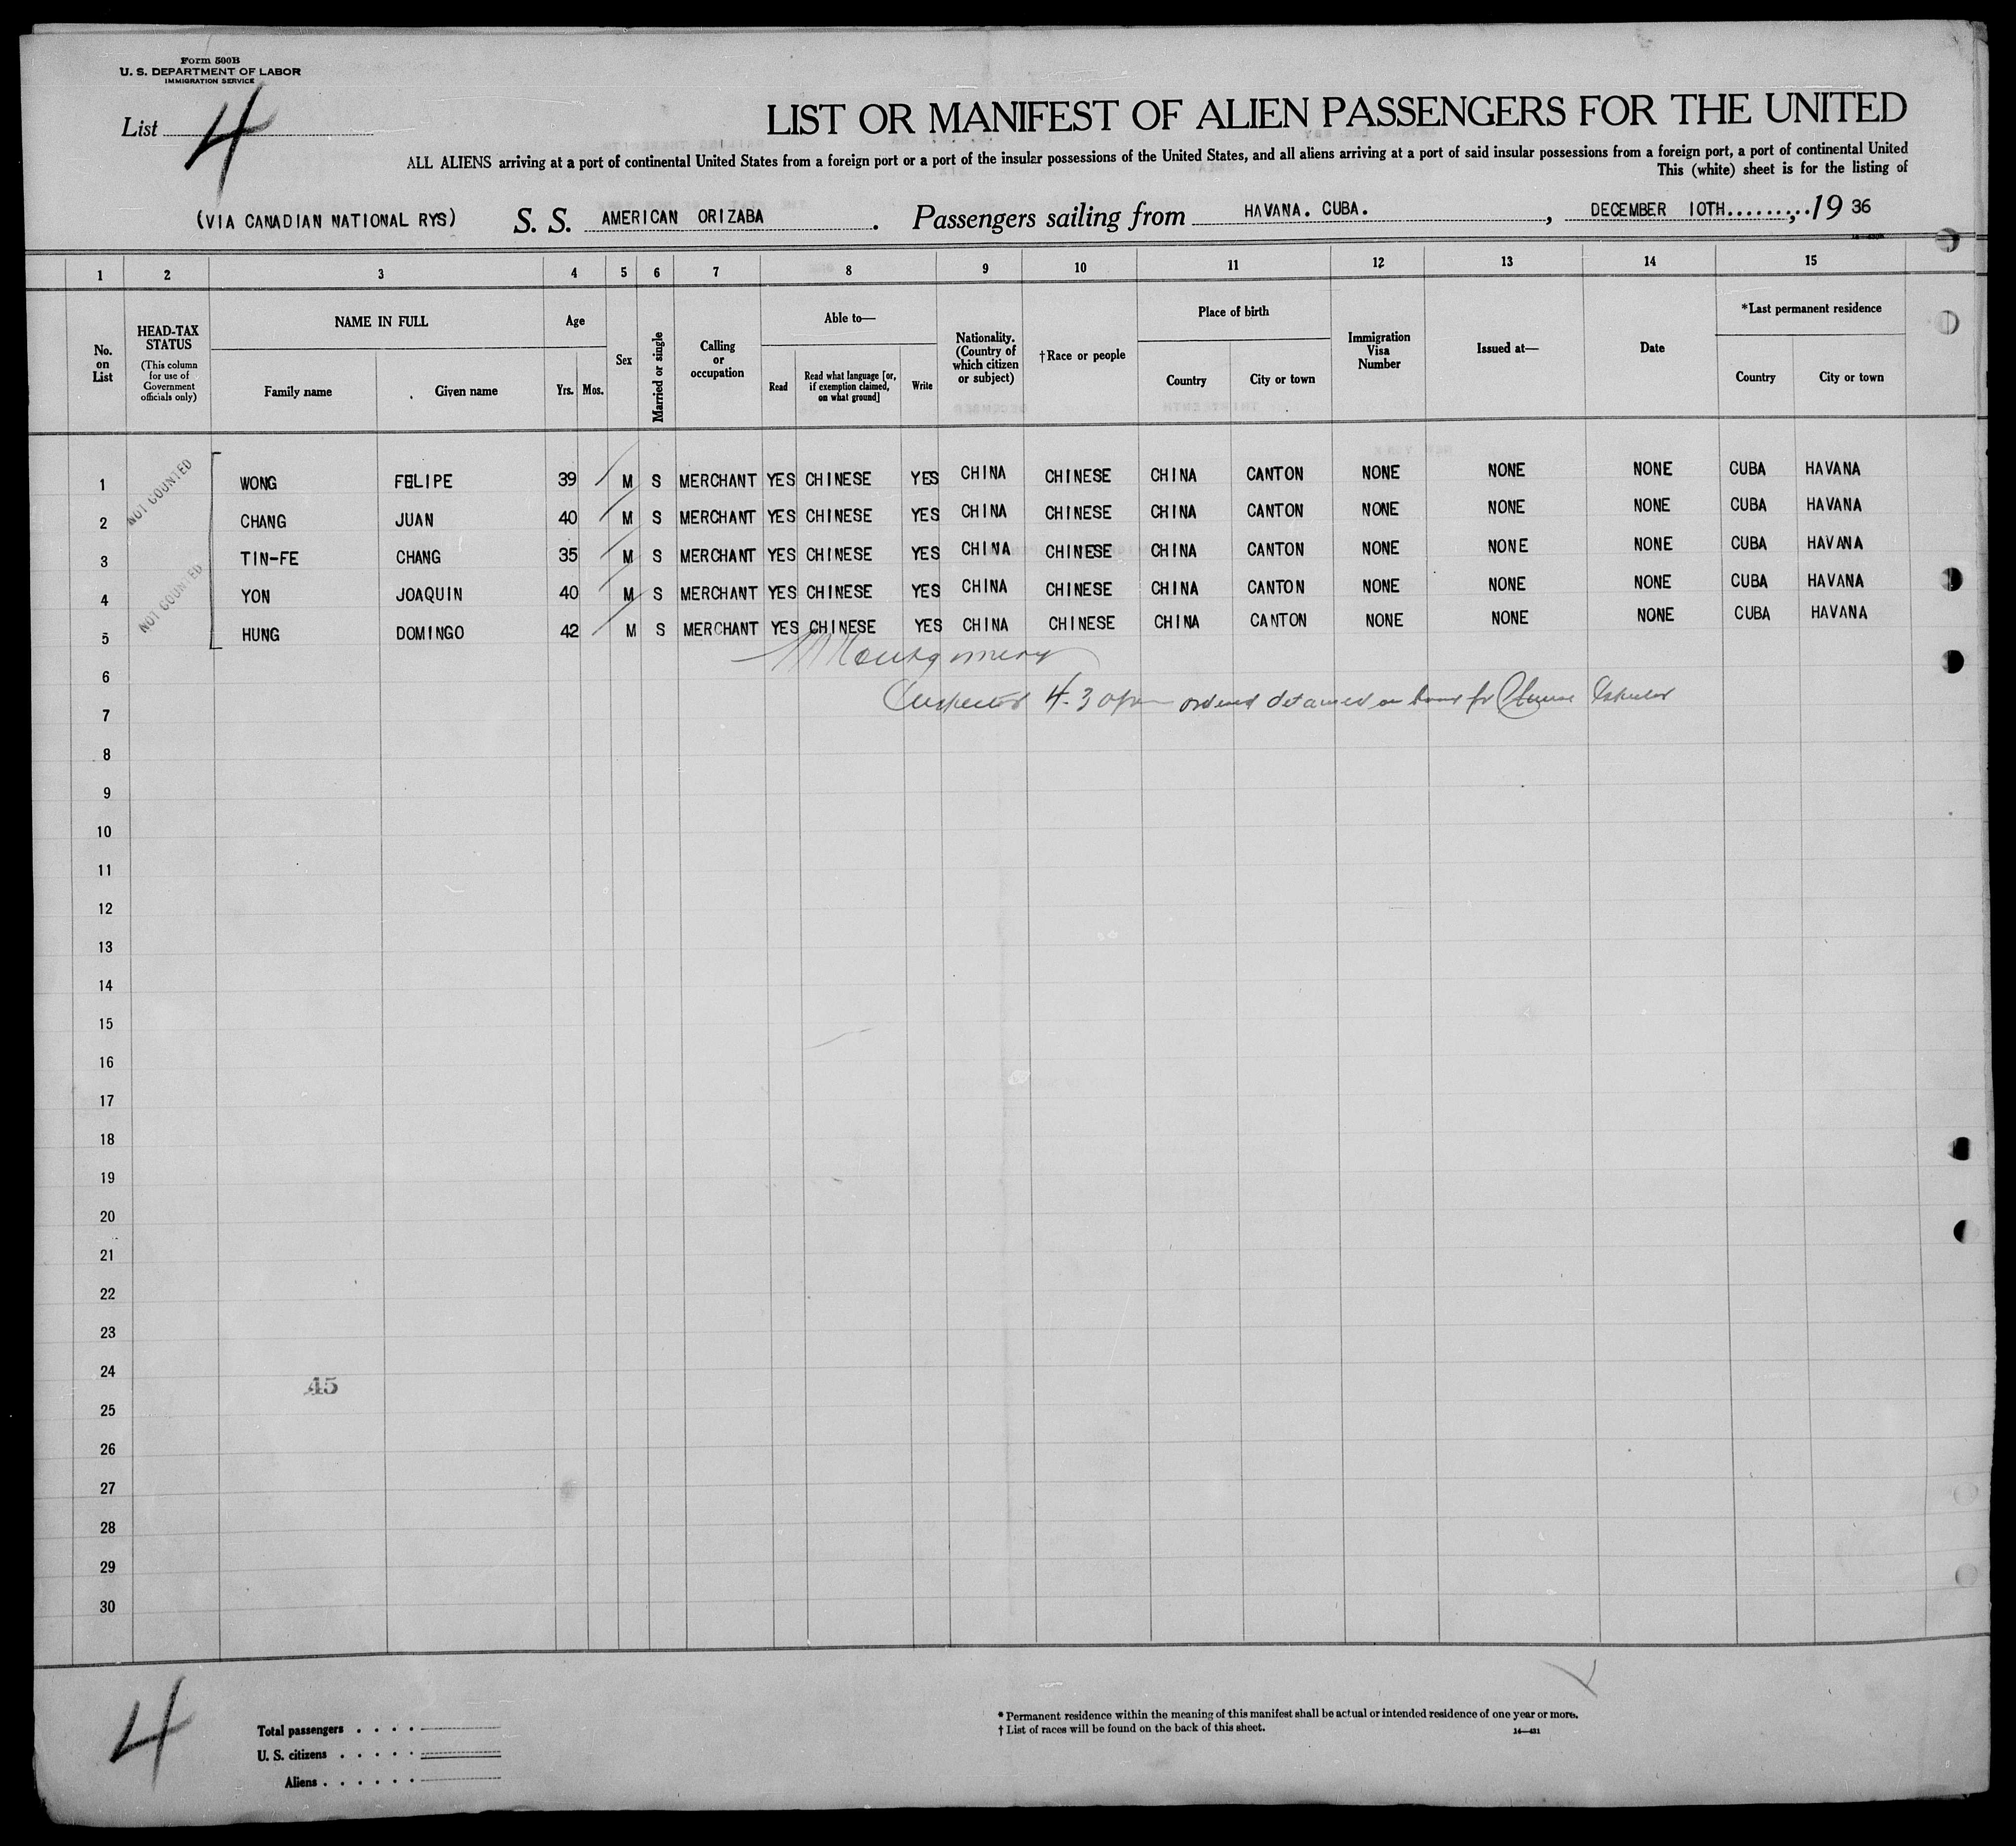 Form 500B
U. S. DEPARTMENT OF LABOR
IMMIGRATION SERVICE
List 4
LIST OR MANIFEST OF ALIEN PASSENGERS FOR THE UNITED
ALL ALIENS arriving at a port of continental United States from a foreign port or a port of the insular possessions of the United States, and all aliens arriving at a port of said insular possessions from a foreign port, a port of continental United
This (white) sheet is for the listing of
(VIA CANADIAN NATIONAL RYS) S. S. AMERICAN ORIZABA. Passengers sailing from HAVANA. CUBA. , DECEMBER 10TH........, 19 36
1 2 3 4 5 6 7 8 9 10 11 12 13 14 15
No. on List
HEAD-TAX STATUS
(This column for use of Government officials only)
NAME IN FULL
Family name
Given name
Age
Yrs. Mos.
Sex
Married or single
Calling or occupation
Able to—
Read
Read what language [or, if exemption claimed, on what ground]
Write
Nationality. (Country of which citizen or subject)
†Race or people
Place of birth
Country
City or town
Immigration Visa Number
Issued at—
Date
*Last permanent residence
Country
City or town
NOT COUNTED
1 WONG FELIPE 39 M S MERCHANT YES CHINESE YES CHINA CHINESE CHINA CANTON NONE NONE NONE CUBA HAVANA
2 CHANG JUAN 40 M S MERCHANT YES CHINESE YES CHINA CHINESE CHINA CANTON NONE NONE NONE CUBA HAVANA
3 TIN-FE CHANG 35 M S MERCHANT YES CHINESE YES CHINA CHINESE CHINA CANTON NONE NONE NONE CUBA HAVANA
NOT COUNTED
4 YON JOAQUIN 40 M S MERCHANT YES CHINESE YES CHINA CHINESE CHINA CANTON NONE NONE NONE CUBA HAVANA
5 HUNG DOMINGO 42 M S MERCHANT YES CHINESE YES CHINA CHINESE CHINA CANTON NONE NONE NONE CUBA HAVANA
Montgomery
6
Inspected 4.30 pm ordered detained on board for Chinese
7
8
9
10
11
12
13
14
15
16
17
18
19
20
21
22
23
24
45
25
26
27
28
29
30
4
Total passengers . . . .
U. S. citizens . . . . .
Aliens . . . . . .
* Permanent residence within the meaning of this manifest shall be actual or intended residence of one year or more.
† List of races will be found on the back of this sheet.
14—431